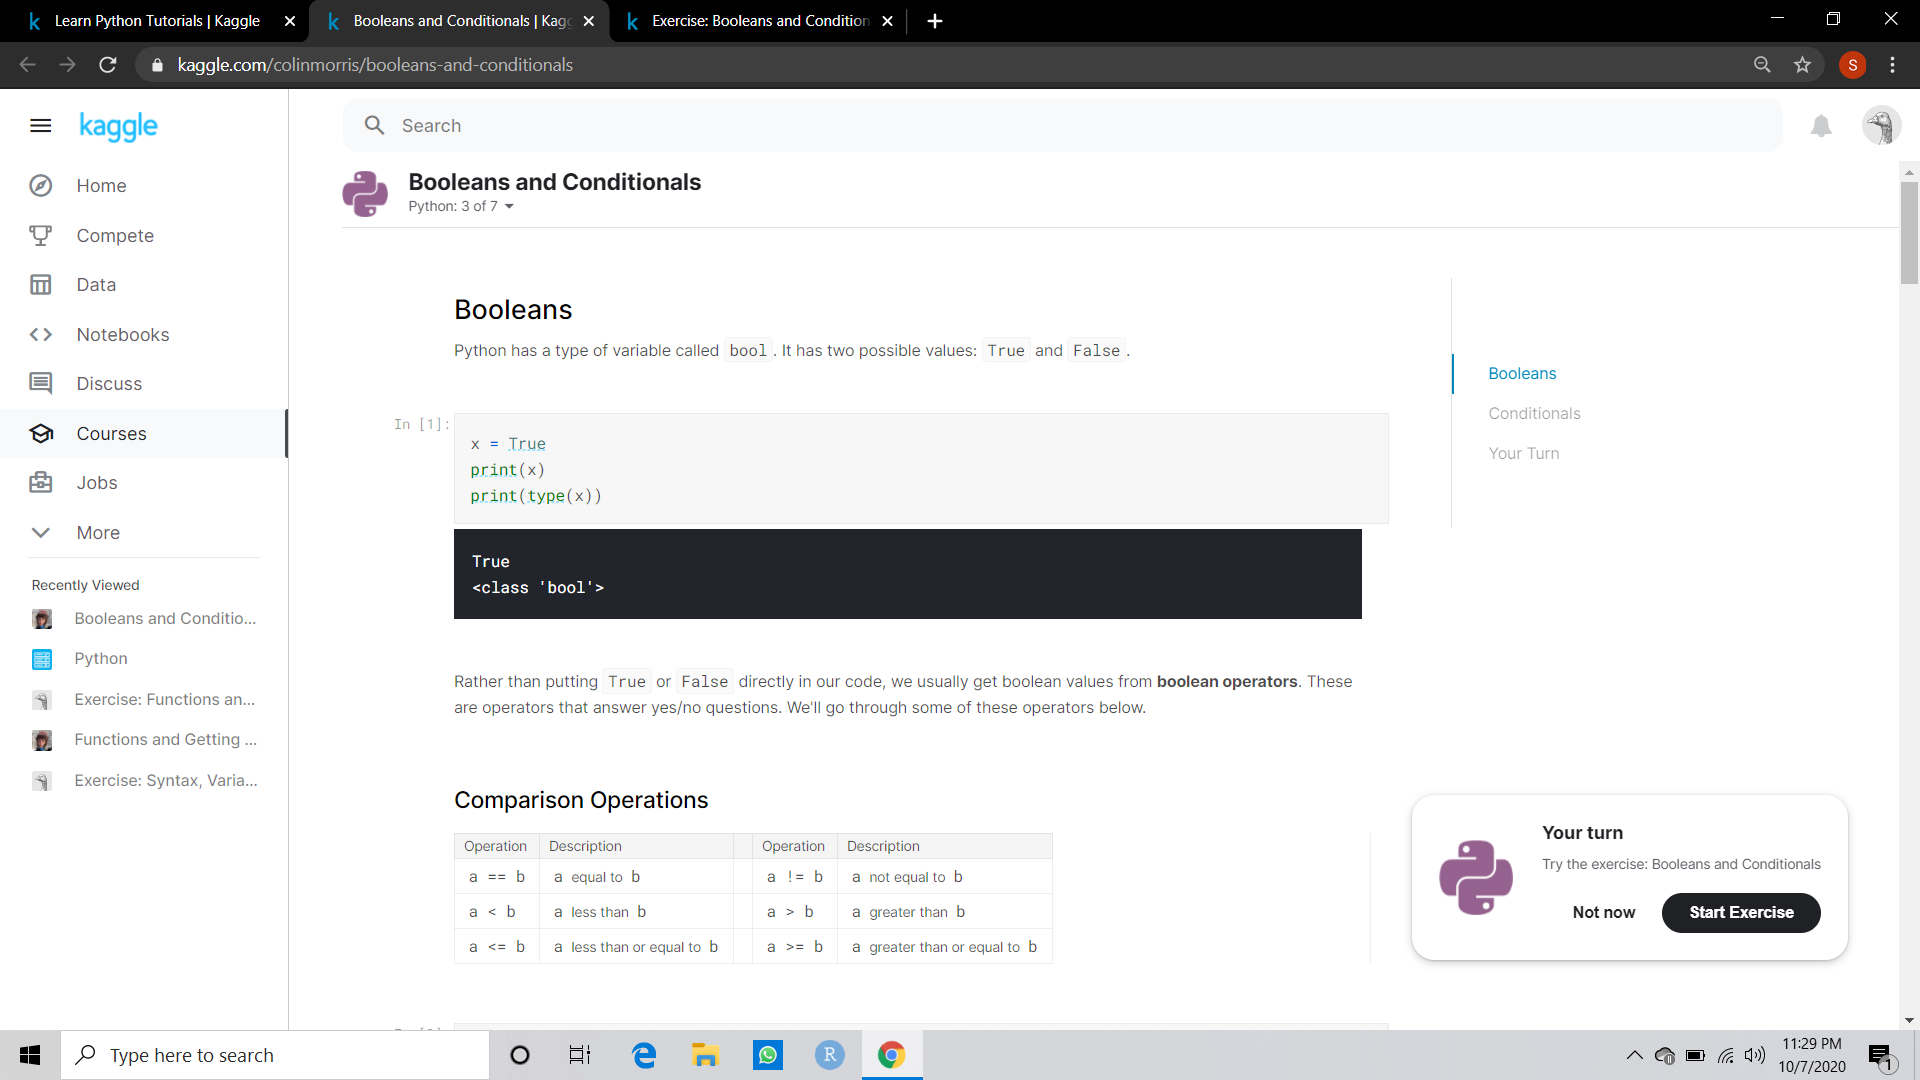 Learn Python Tutorials | Kaggle
Booleans and Conditionals | Kagg
Exercise: Booleans and Condition
kaggle.com/colinmorris/booleans-and-conditionals
S
kaggle
Search
Home
Compete
Data
Notebooks
Discuss
Courses
Jobs
More
Recently Viewed
Booleans and Conditio...
Python
Exercise: Functions an...
Functions and Getting ...
Exercise: Syntax, Varia...
Booleans and Conditionals
Python: 3 of 7
Booleans
Python has a type of variable called bool. It has two possible values: True and False.
In [1]:
x = True
print(x)
print(type(x))
True
<class 'bool'>
Rather than putting True or False directly in our code, we usually get boolean values from boolean operators. These
are operators that answer yes/no questions. We'll go through some of these operators below.
Comparison Operations
Operation Description Operation Description
a == b a equal to b a != b a not equal to b
a < b a less than b a > b a greater than b
a <= b a less than or equal to b a >= b a greater than or equal to b
Booleans
Conditionals
Your Turn
Your turn
Try the exercise: Booleans and Conditionals
Not now
Start Exercise
Type here to search
R
11:29 PM
10/7/2020
1